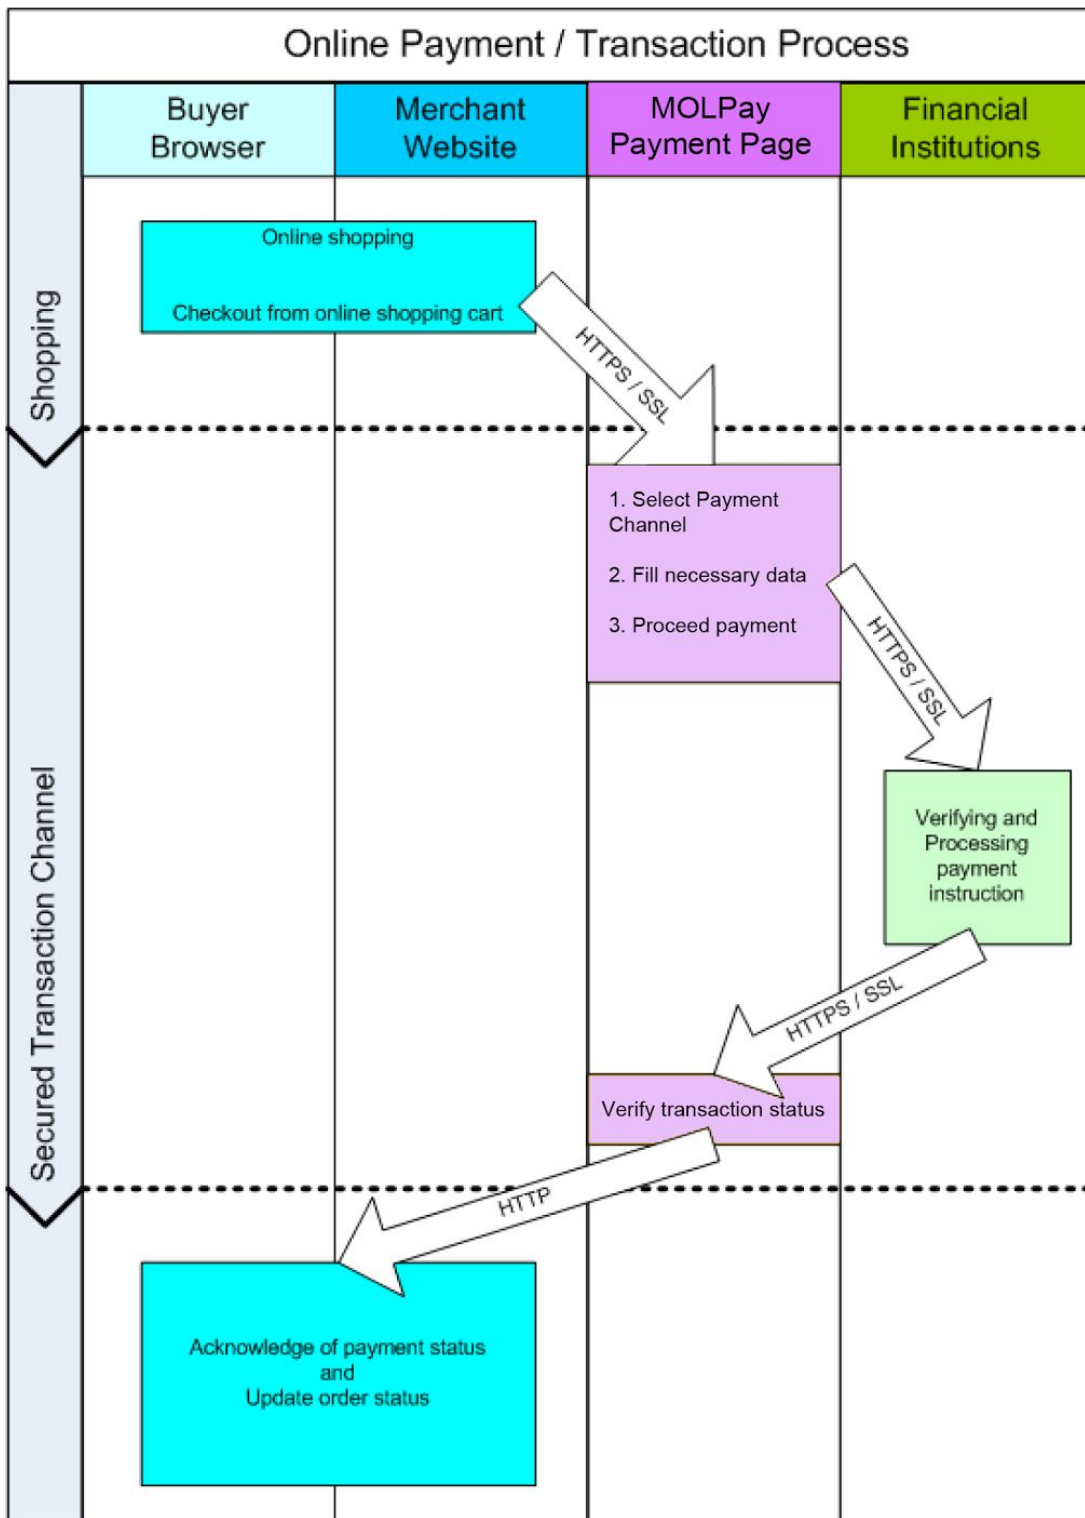 Online Payment / Transaction Process
Buyer
Browser
Merchant
Website
MOLPay
Payment Page
Financial
Institutions
Shopping
Online shopping
Checkout from online shopping cart
HTTPS / SSL
Secured Transaction Channel
1. Select Payment
Channel
2. Fill necessary data
3. Proceed payment
HTTPS / SSL
Verifying and
Processing
payment
instruction
HTTPS / SSL
Verify transaction status
HTTP
Acknowledge of payment status
and
Update order status